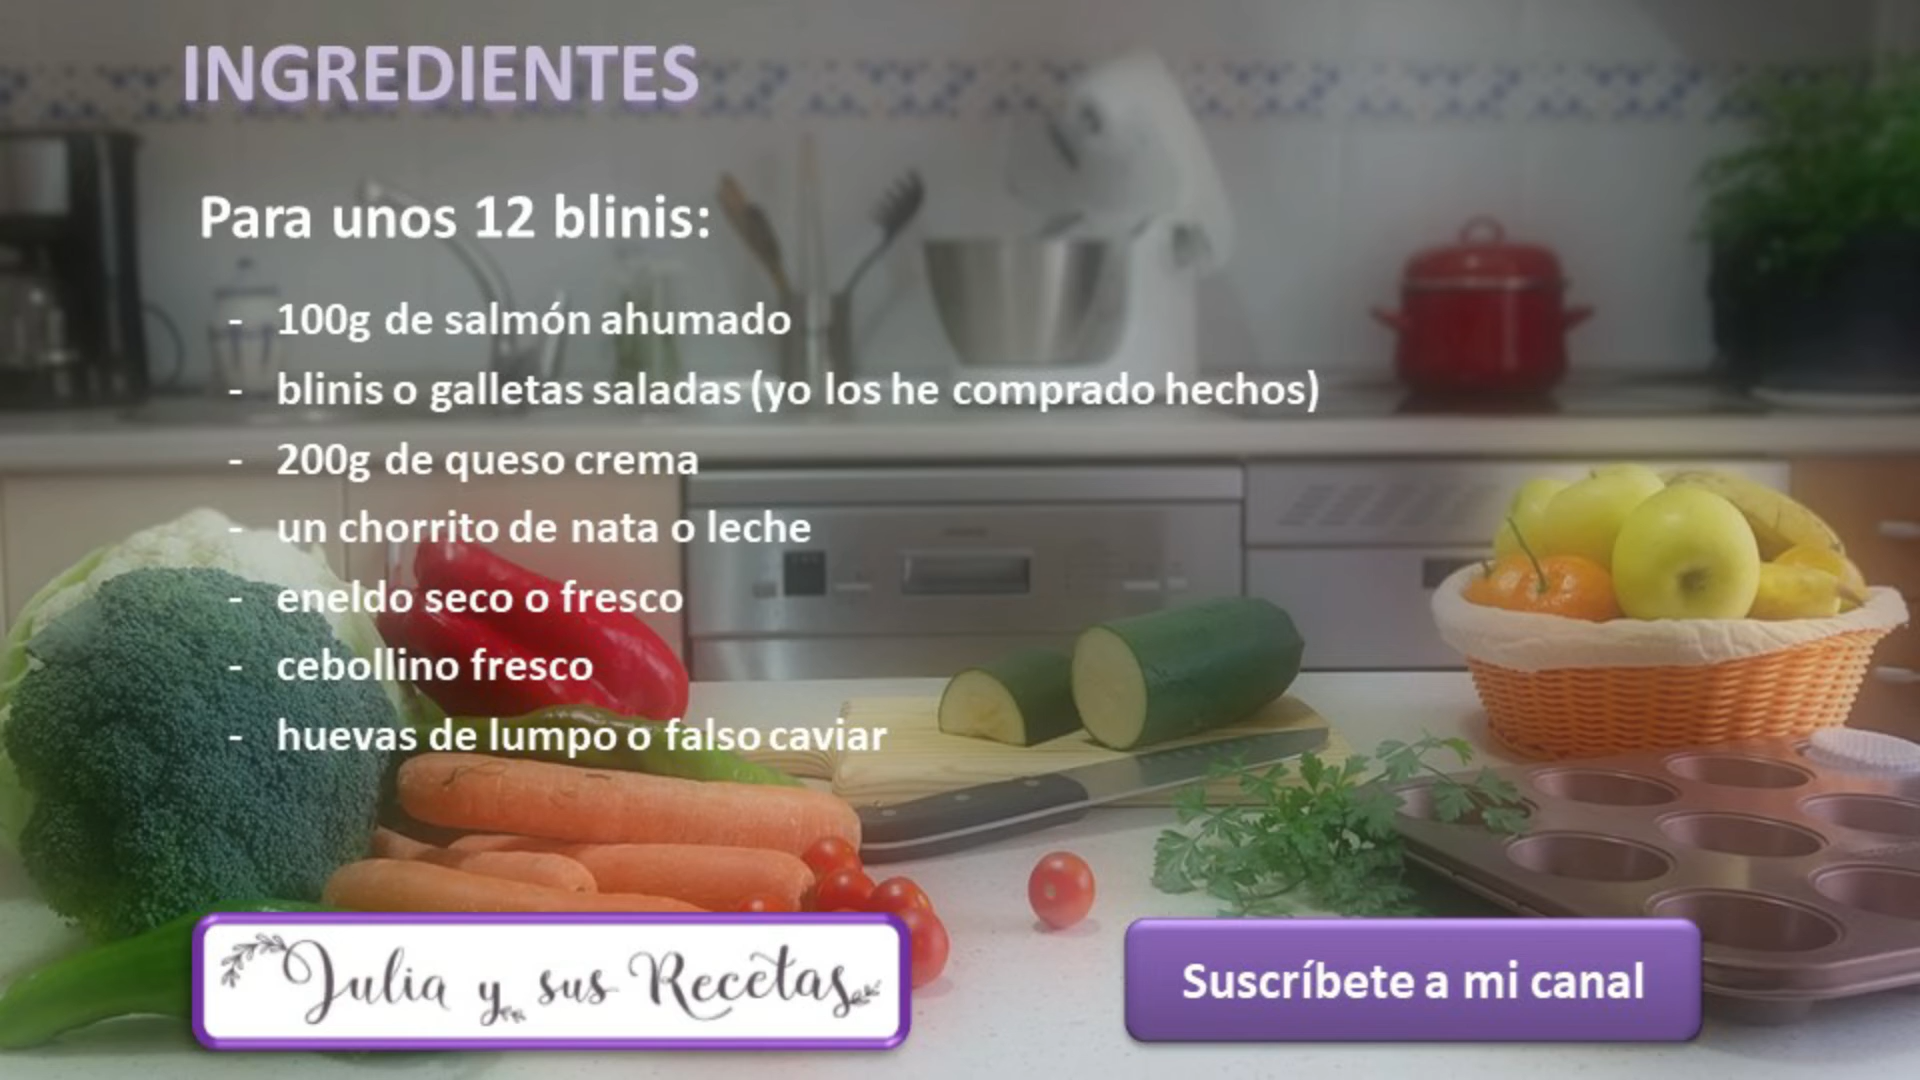 INGREDIENTES
Para unos 12 blinis:
- 100g de salmón ahumado
- blinis o galletas saladas (yo los he comprado hechos)
- 200g de queso crema
- un chorrito de nata o leche
- eneldo seco o fresco
- cebollino fresco
- huevas de lumpo o falso caviar
Julia y sus Recetas
Suscríbete a mi canal